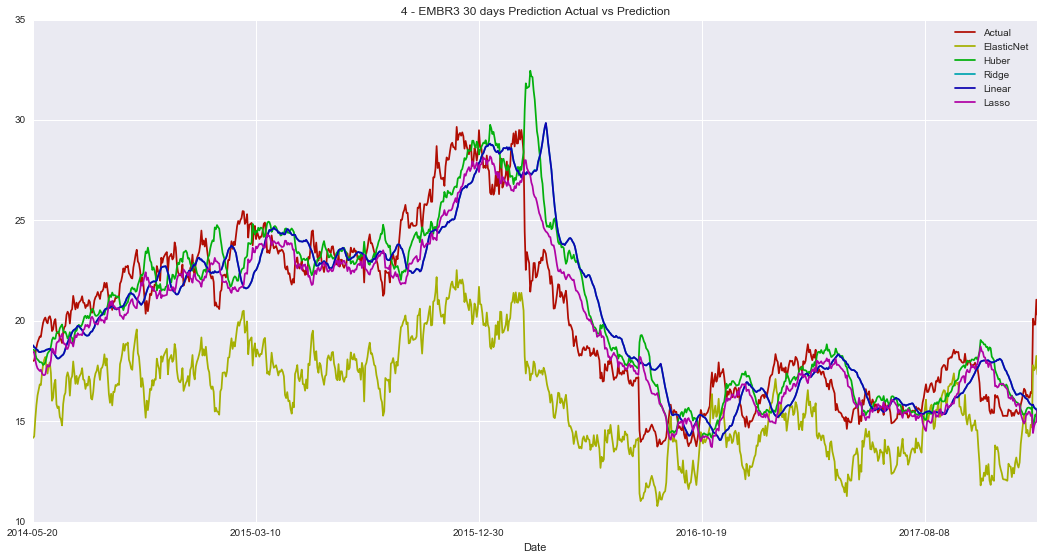 4 - EMBR3 30 days Prediction Actual vs Prediction
35
30
25
20
15
10
Actual
ElasticNet
Huber
Ridge
Linear
Lasso
2014-05-20
2015-03-10
2015-12-30
2016-10-19
2017-08-08
Date